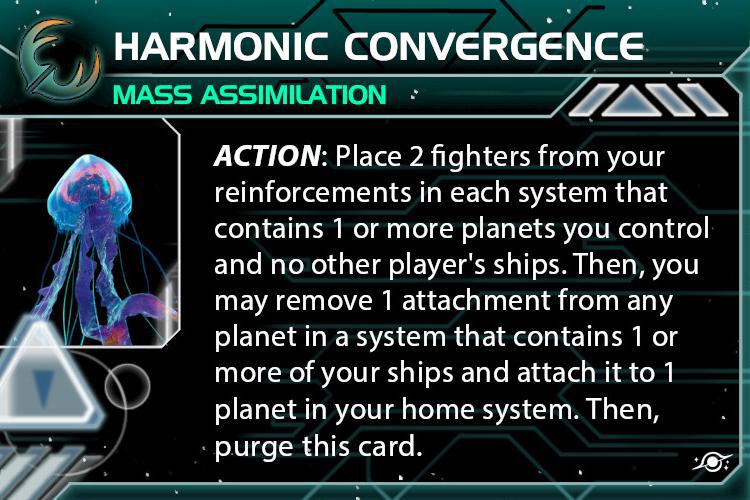 HARMONIC CONVERGENCE
MASS ASSIMILATION
ACTION: Place 2 fighters from your
reinforcements in each system that
contains 1 or more planets you control
and no other player's ships. Then, you
may remove 1 attachment from any
planet in a system that contains 1 or
more of your ships and attach it to 1
planet in your home system. Then,
purge this card.